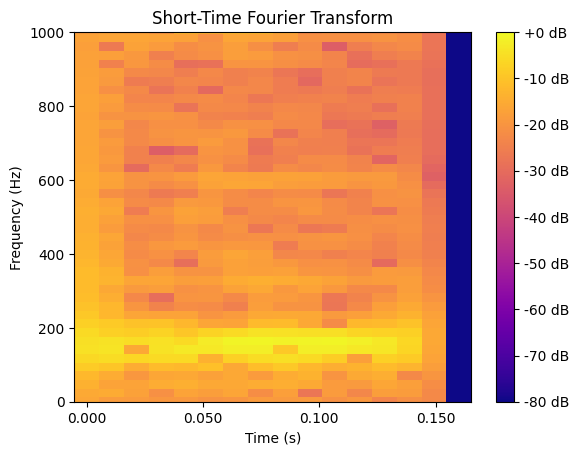 Short-Time Fourier Transform
1000
800
600
400
200
0
Frequency (Hz)
0.000
0.050
0.100
0.150
Time (s)
+0 dB
-10 dB
-20 dB
-30 dB
-40 dB
-50 dB
-60 dB
-70 dB
-80 dB